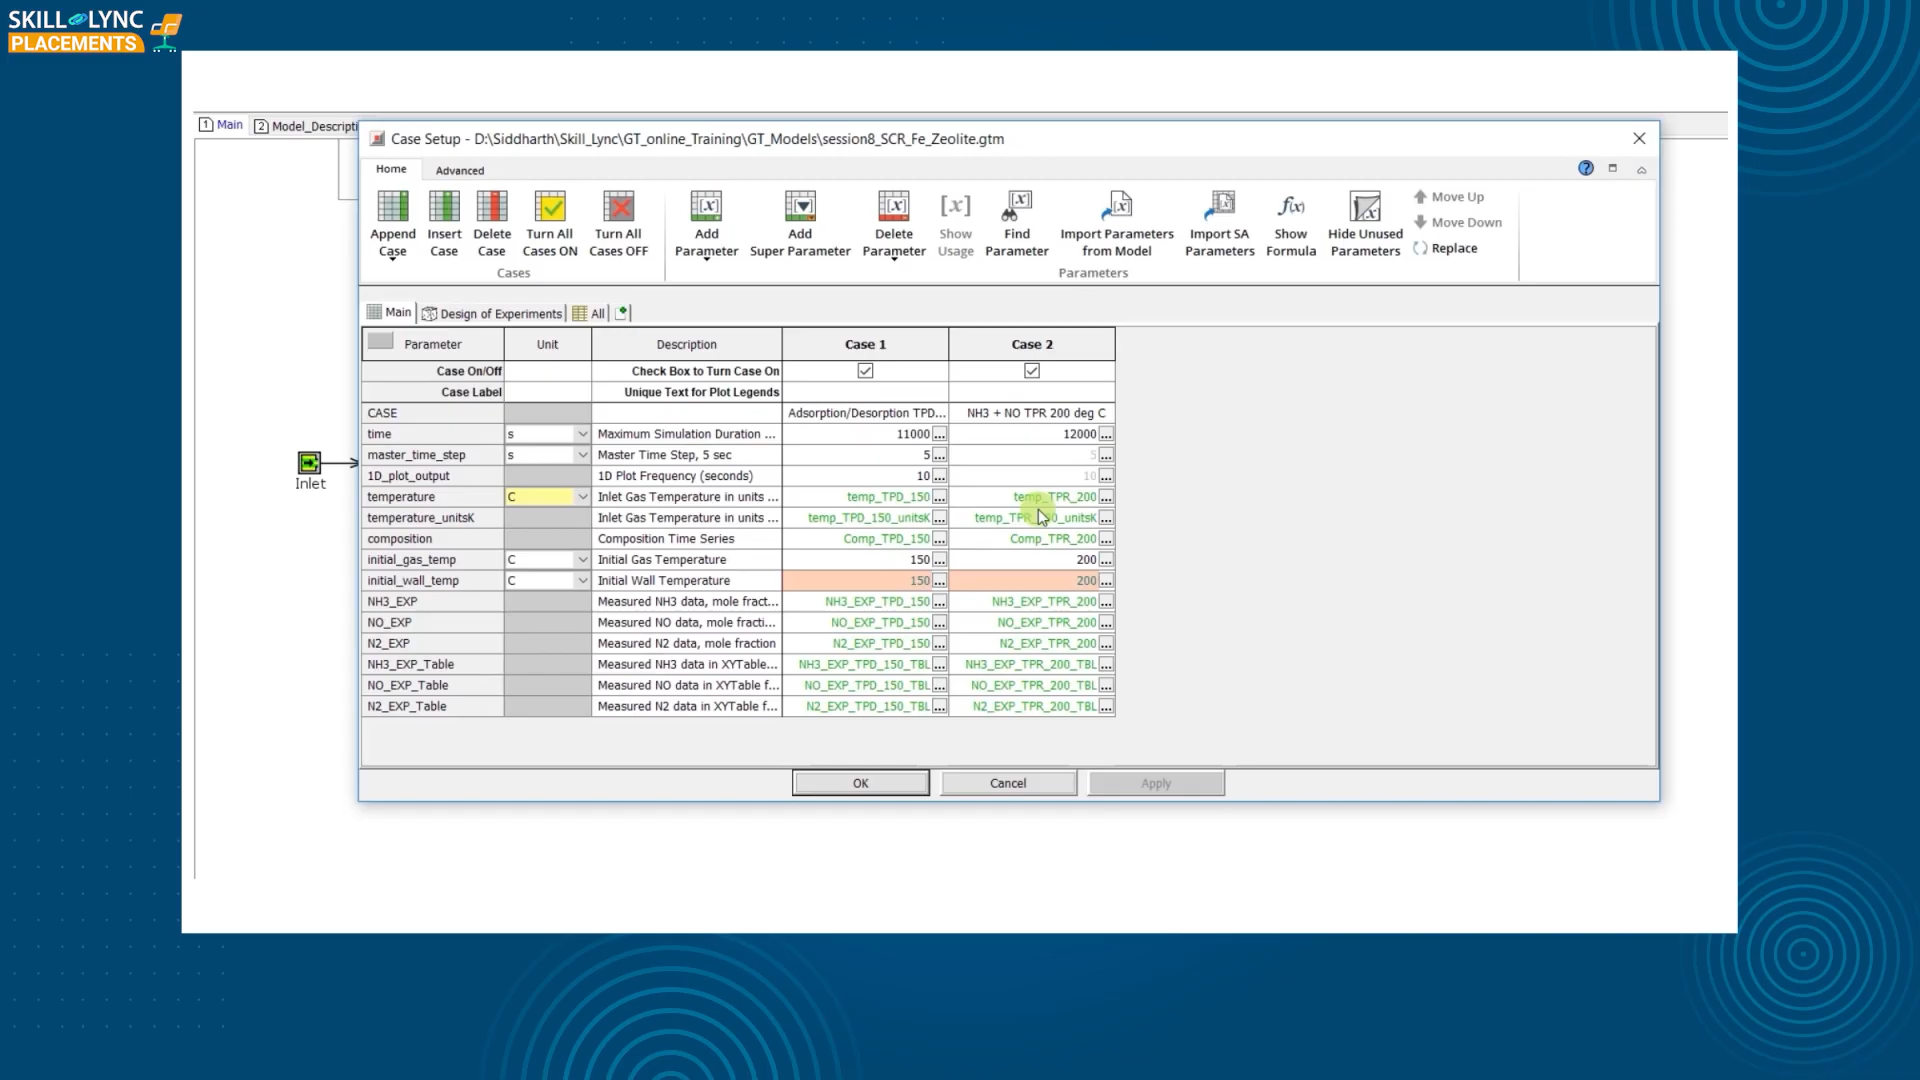 SKILL LYNC
PLACEMENTS
1 Main 2 Model_Descripti
Case Setup - D:\Siddharth\Skill_Lync\GT_online_Training\GT_Models\session8_SCR_Fe_Zeolite.gtm
Home Advanced
Append Case Insert Case Delete Case Turn All Cases ON Turn All Cases OFF Add Parameter Add Super Parameter Delete Parameter Show Usage Find Parameter Import Parameters from Model Import SA Parameters Show Formula Hide Unused Parameters Move Up
Move Down
Replace
Cases Parameters
Main Design of Experiments All
Parameter Unit Description Case 1 Case 2
Case On/Off Check Box to Turn Case On
Case Label Unique Text for Plot Legends
CASE Adsorption/Desorption TPD... NH3 + NO TPR 200 deg C
time s Maximum Simulation Duration ... 11000 ... 12000 ...
master_time_step s Master Time Step, 5 sec 5 ... 5 ...
1D_plot_output 1D Plot Frequency (seconds) 10 ... 10 ...
temperature C Inlet Gas Temperature in units ... temp_TPD_150 ... temp_TPR_200 ...
temperature_unitsK Inlet Gas Temperature in units ... temp_TPD_150_unitsK ... ...
composition Composition Time Series Comp_TPD_150 ... Comp_TPR_200 ...
initial_gas_temp C Initial Gas Temperature 150 ... 200 ...
initial_wall_temp C Initial Wall Temperature 150 ... 200 ...
NH3_EXP Measured NH3 data, mole fract... NH3_EXP_TPD_150 ... NH3_EXP_TPR_200 ...
NO_EXP Measured NO data, mole fracti... NO_EXP_TPD_150 ... NO_EXP_TPR_200 ...
N2_EXP Measured N2 data, mole fraction N2_EXP_TPD_150 ... N2_EXP_TPR_200 ...
NH3_EXP_Table Measured NH3 data in XYTable... NH3_EXP_TPD_150_TBL ... NH3_EXP_TPR_200_TBL ...
NO_EXP_Table Measured NO data in XYTable f... NO_EXP_TPD_150_TBL ... NO_EXP_TPR_200_TBL ...
N2_EXP_Table Measured N2 data in XYTable f... N2_EXP_TPD_150_TBL ... N2_EXP_TPR_200_TBL ...
OK Cancel Apply
Inlet